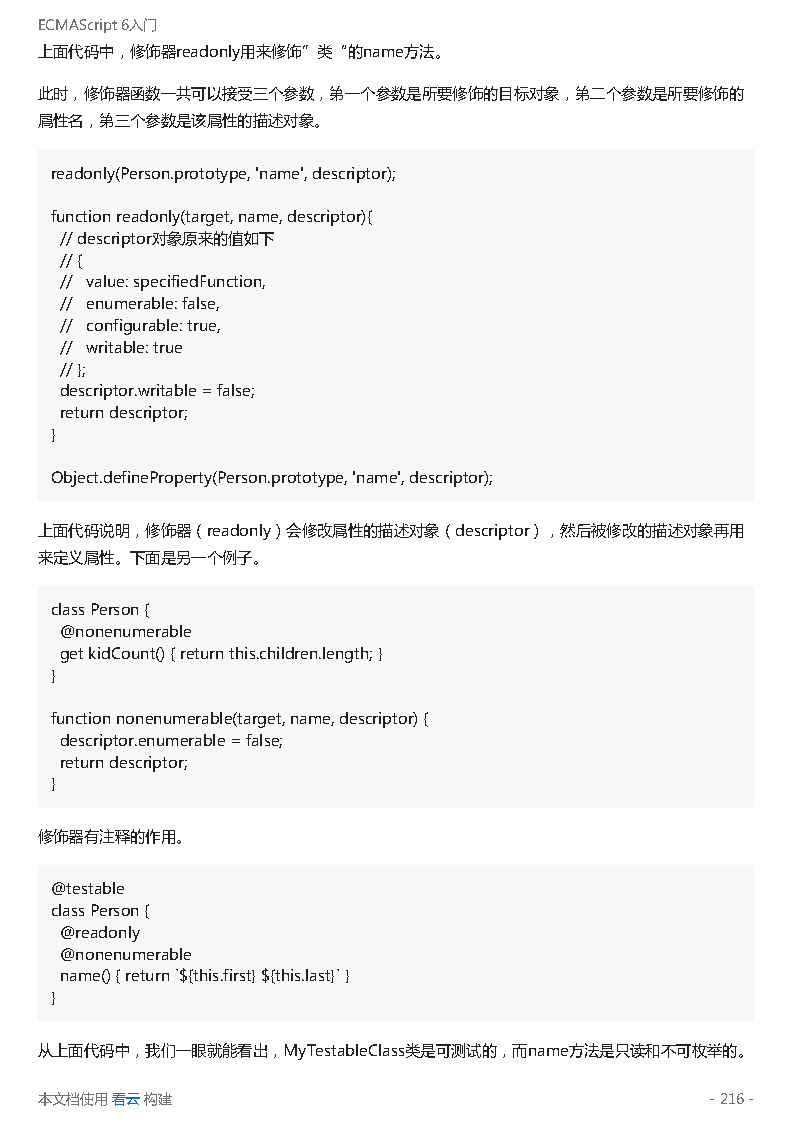 ECMAScript 6入门
上面代码中，修饰器readonly用来修饰”类“的name方法。
此时，修饰器函数一共可以接受三个参数，第一个参数是所要修饰的目标对象，第二个参数是所要修饰的
属性名，第三个参数是该属性的描述对象。
readonly(Person.prototype, 'name', descriptor);
function readonly(target, name, descriptor){
  // descriptor对象原来的值如下
  // {
  //   value: specifiedFunction,
  //   enumerable: false,
  //   configurable: true,
  //   writable: true
  // };
  descriptor.writable = false;
  return descriptor;
}
Object.defineProperty(Person.prototype, 'name', descriptor);
上面代码说明，修饰器（readonly）会修改属性的描述对象（descriptor），然后被修改的描述对象再用
来定义属性。下面是另一个例子。
class Person {
  @nonenumerable
  get kidCount() { return this.children.length; }
}
function nonenumerable(target, name, descriptor) {
  descriptor.enumerable = false;
  return descriptor;
}
修饰器有注释的作用。
@testable
class Person {
  @readonly
  @nonenumerable
  name() { return `${this.first} ${this.last}` }
}
从上面代码中，我们一眼就能看出，MyTestableClass类是可测试的，而name方法是只读和不可枚举的。
本文档使用 看云 构建
- 216 -